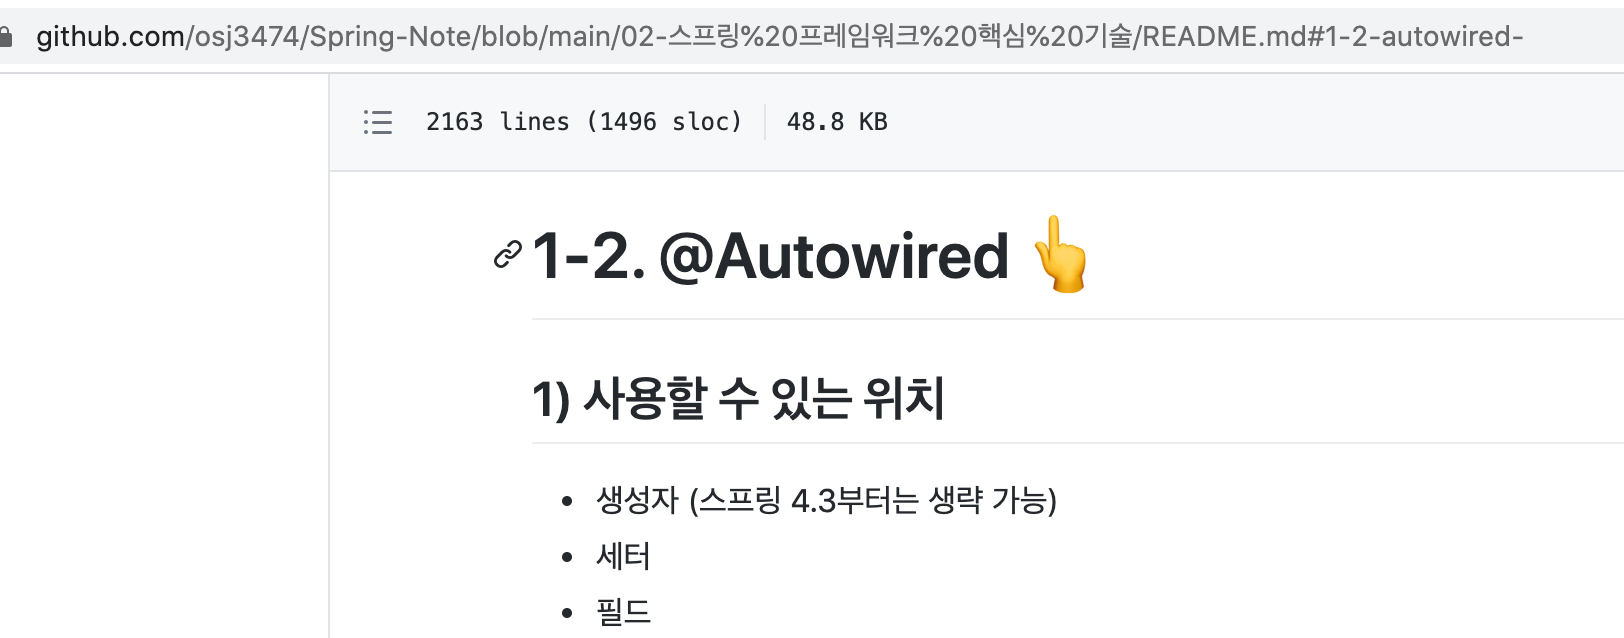 github.com/osj3474/Spring-Note/blob/main/02-스프링%20프레임워크%20핵심%20기술/README.md#1-2-autowired-
2163 lines (1496 sloc) 48.8 KB
1-2. @Autowired 👆
1) 사용할 수 있는 위치
• 생성자 (스프링 4.3부터는 생략 가능)
• 세터
• 필드